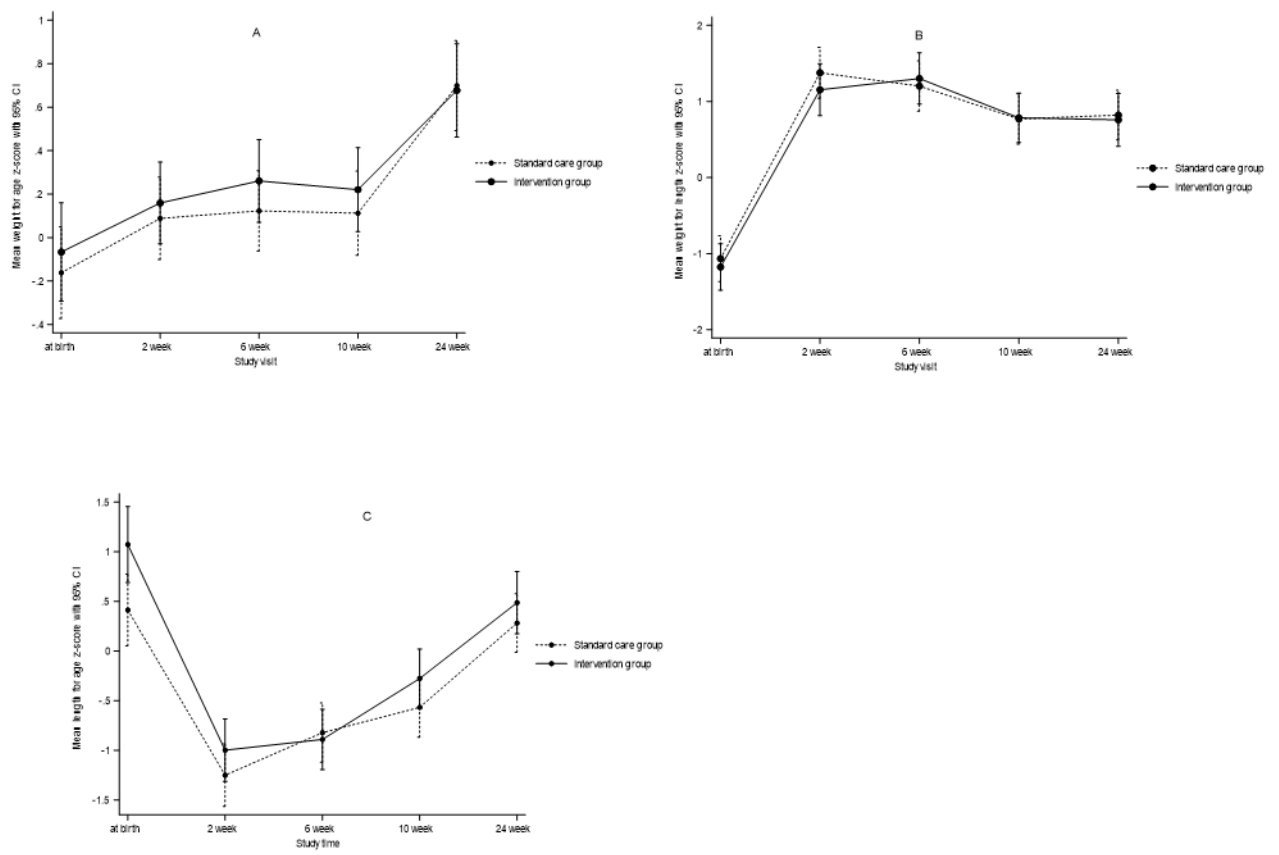 A
Mean weight for age z-score with 95% CI
1
.8
.6
.4
.2
0
-.2
-.4
at birth
2 week
6 week
10 week
24 week
Study visit
Standard care group
Intervention group
B
Mean weight for length z-score with 95% CI
2
1
0
-1
-2
at birth
2 week
6 week
10 week
24 week
Study visit
Standard care group
Intervention group
C
Mean length for age z-score with 95% CI
1.5
1
.5
0
-.5
-1
-1.5
at birth
2 week
6 week
10 week
24 week
Study time
Standard care group
Intervention group